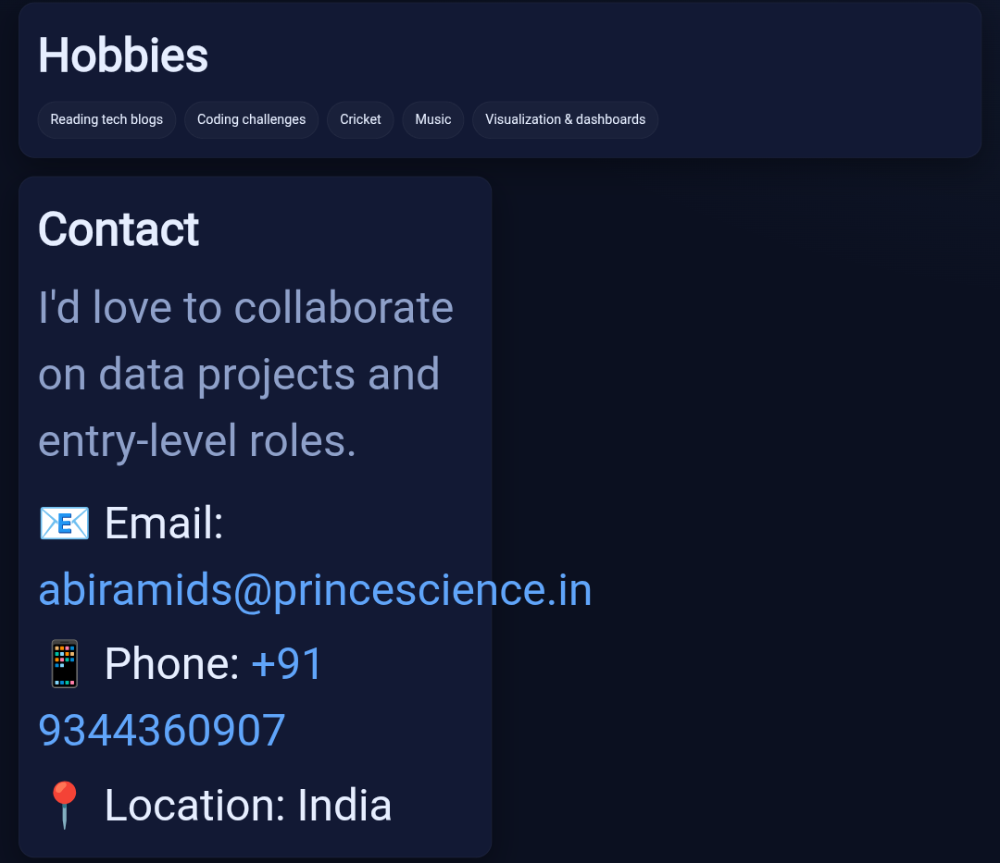 Hobbies
Reading tech blogs Coding challenges Cricket Music Visualization & dashboards
Contact
I'd love to collaborate
on data projects and
entry-level roles.
📧 Email:
abiramids@princescience.in
📱 Phone: +91
9344360907
📍 Location: India